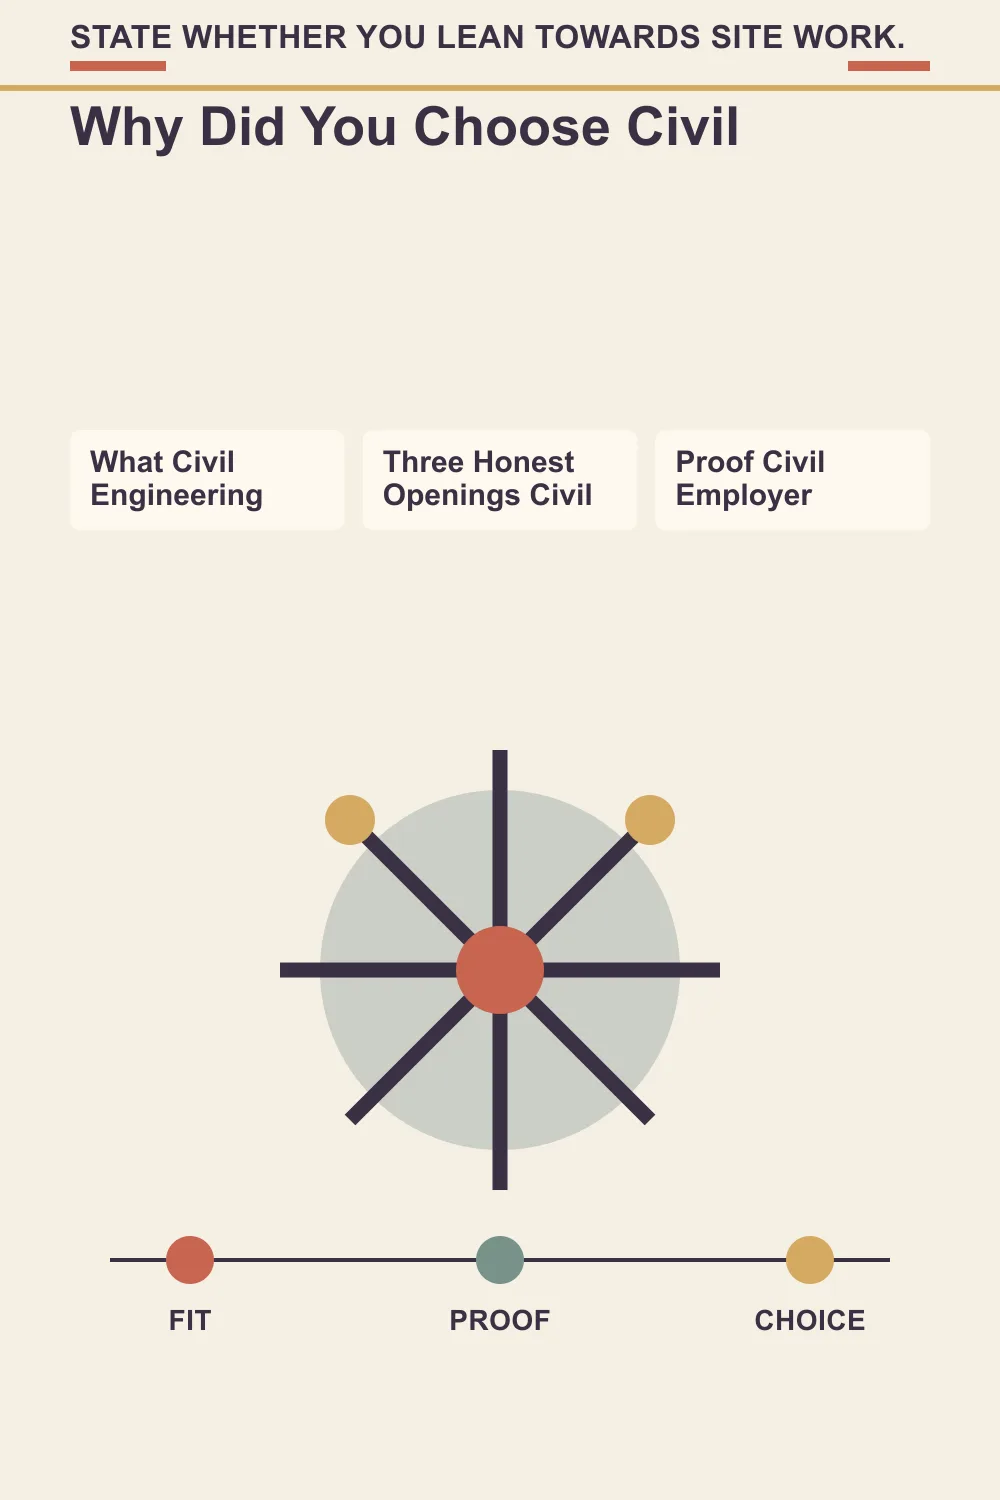 STATE WHETHER YOU LEAN TOWARDS SITE WORK.
Why Did You Choose Civil
What Civil
Engineering
Three Honest
Openings Civil
Proof Civil
Employer
FIT
PROOF
CHOICE